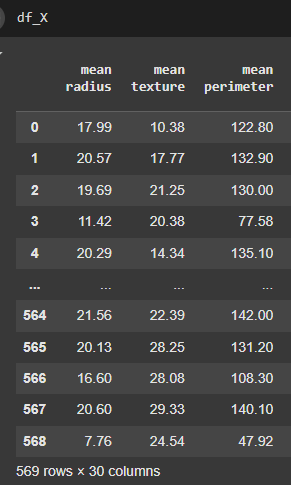 df_X
mean radius mean texture mean perimeter
0 17.99 10.38 122.80
1 20.57 17.77 132.90
2 19.69 21.25 130.00
3 11.42 20.38 77.58
4 20.29 14.34 135.10
... ... ... ...
564 21.56 22.39 142.00
565 20.13 28.25 131.20
566 16.60 28.08 108.30
567 20.60 29.33 140.10
568 7.76 24.54 47.92
569 rows × 30 columns